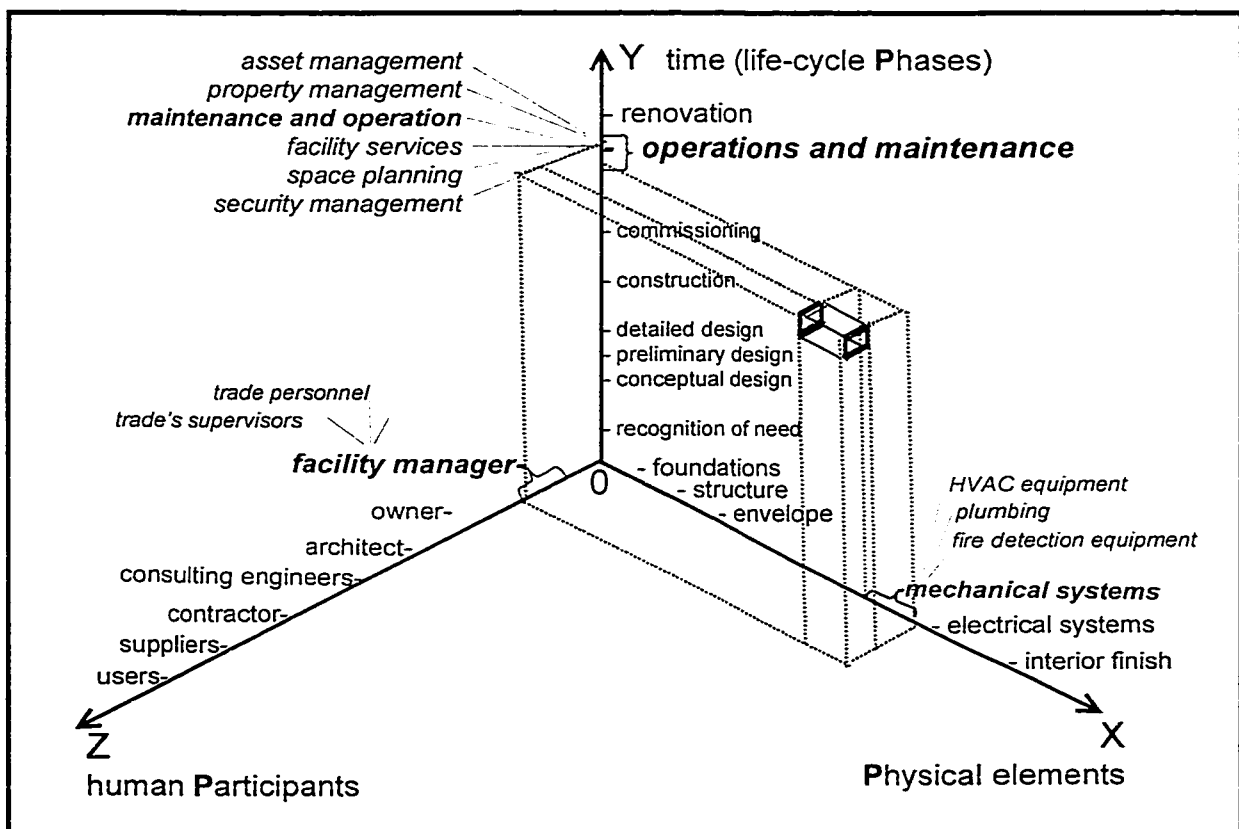 asset management
property management
maintenance and operation
facility services
space planning
security management
Y time (life-cycle Phases)
renovation
operations and maintenance
commissioning
construction
detailed design
preliminary design
conceptual design
recognition of need
trade personnel
trade's supervisors
facility manager
owner
architect
consulting engineers
contractor
suppliers
users
Z
human Participants
0
foundations
structure
envelope
HVAC equipment
plumbing
fire detection equipment
mechanical systems
electrical systems
interior finish
X
Physical elements